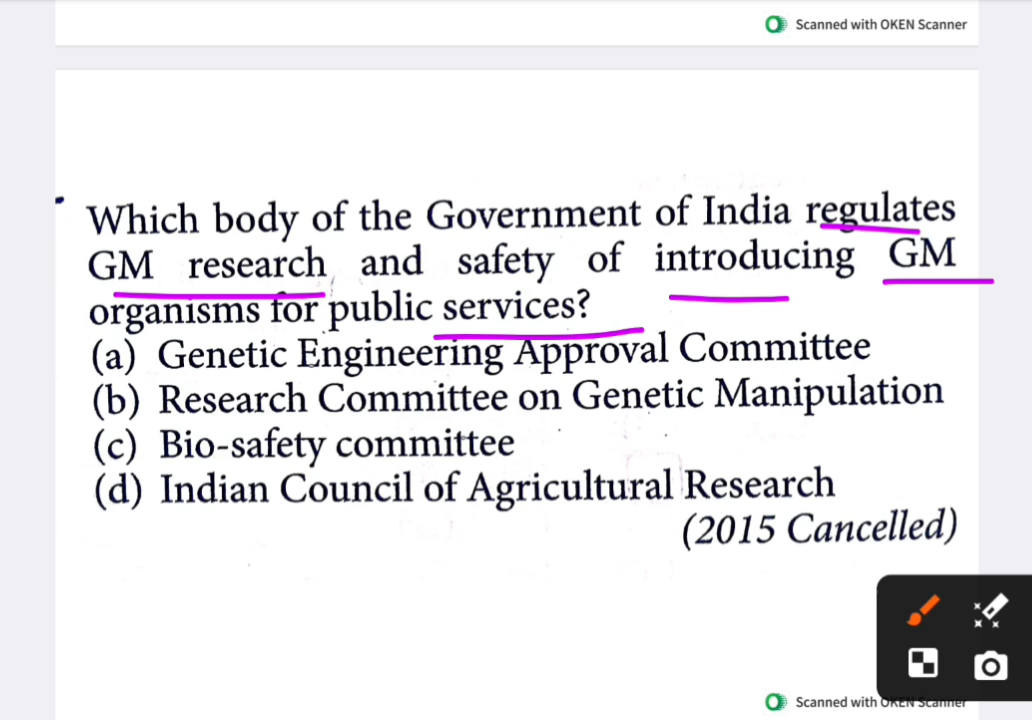 Scanned with OKEN Scanner
Which body of the Government of India regulates
GM research and safety of introducing GM
organisms for public services?
(a) Genetic Engineering Approval Committee
(b) Research Committee on Genetic Manipulation
(c) Bio-safety committee
(d) Indian Council of Agricultural Research
(2015 Cancelled)
Scanned with OKEN Scanner